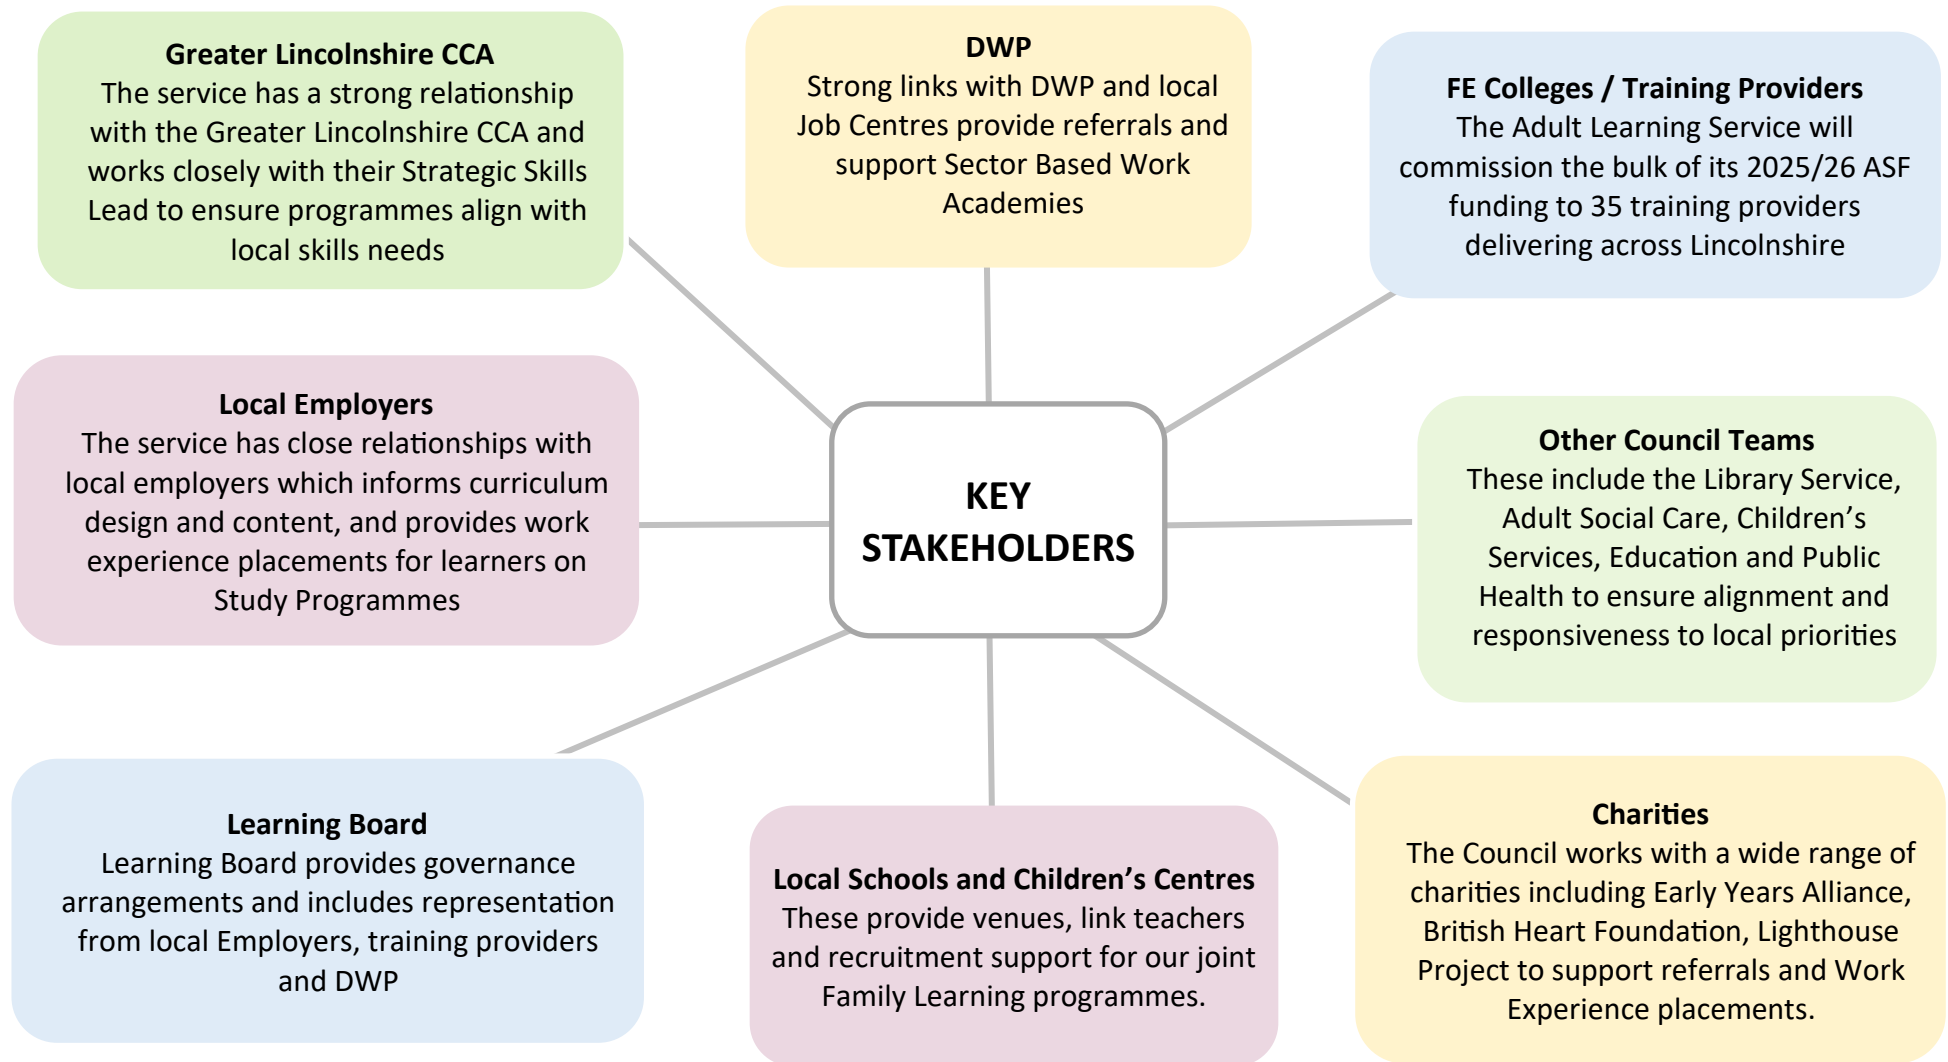 Greater Lincolnshire CCA
The service has a strong relationship
with the Greater Lincolnshire CCA and
works closely with their Strategic Skills
Lead to ensure programmes align with
local skills needs
DWP
Strong links with DWP and local
Job Centres provide referrals and
support Sector Based Work
Academies
FE Colleges / Training Providers
The Adult Learning Service will
commission the bulk of its 2025/26 ASF
funding to 35 training providers
delivering across Lincolnshire
Local Employers
The service has close relationships with
local employers which informs curriculum
design and content, and provides work
experience placements for learners on
Study Programmes
KEY
STAKEHOLDERS
Other Council Teams
These include the Library Service,
Adult Social Care, Children’s
Services, Education and Public
Health to ensure alignment and
responsiveness to local priorities
Learning Board
Learning Board provides governance
arrangements and includes representation
from local Employers, training providers
and DWP
Local Schools and Children’s Centres
These provide venues, link teachers
and recruitment support for our joint
Family Learning programmes.
Charities
The Council works with a wide range of
charities including Early Years Alliance,
British Heart Foundation, Lighthouse
Project to support referrals and Work
Experience placements.